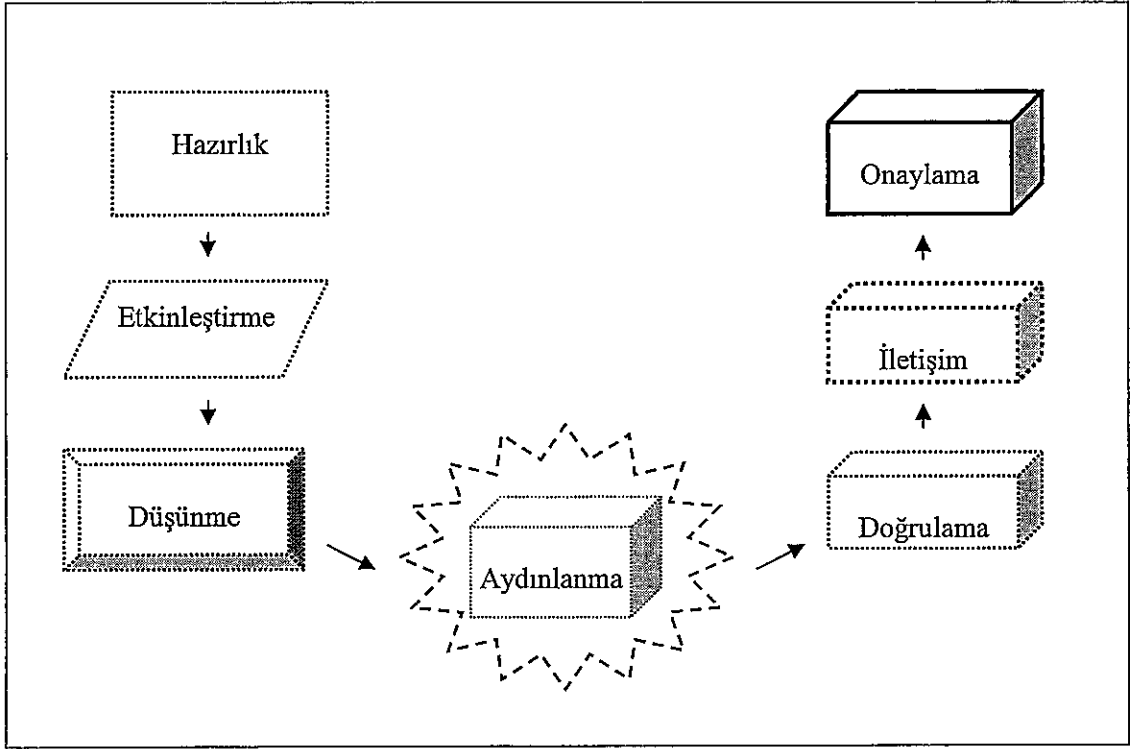 Hazırlık
Etkinleştirme
Düşünme
Aydınlanma
Doğrulama
İletişim
Onaylama